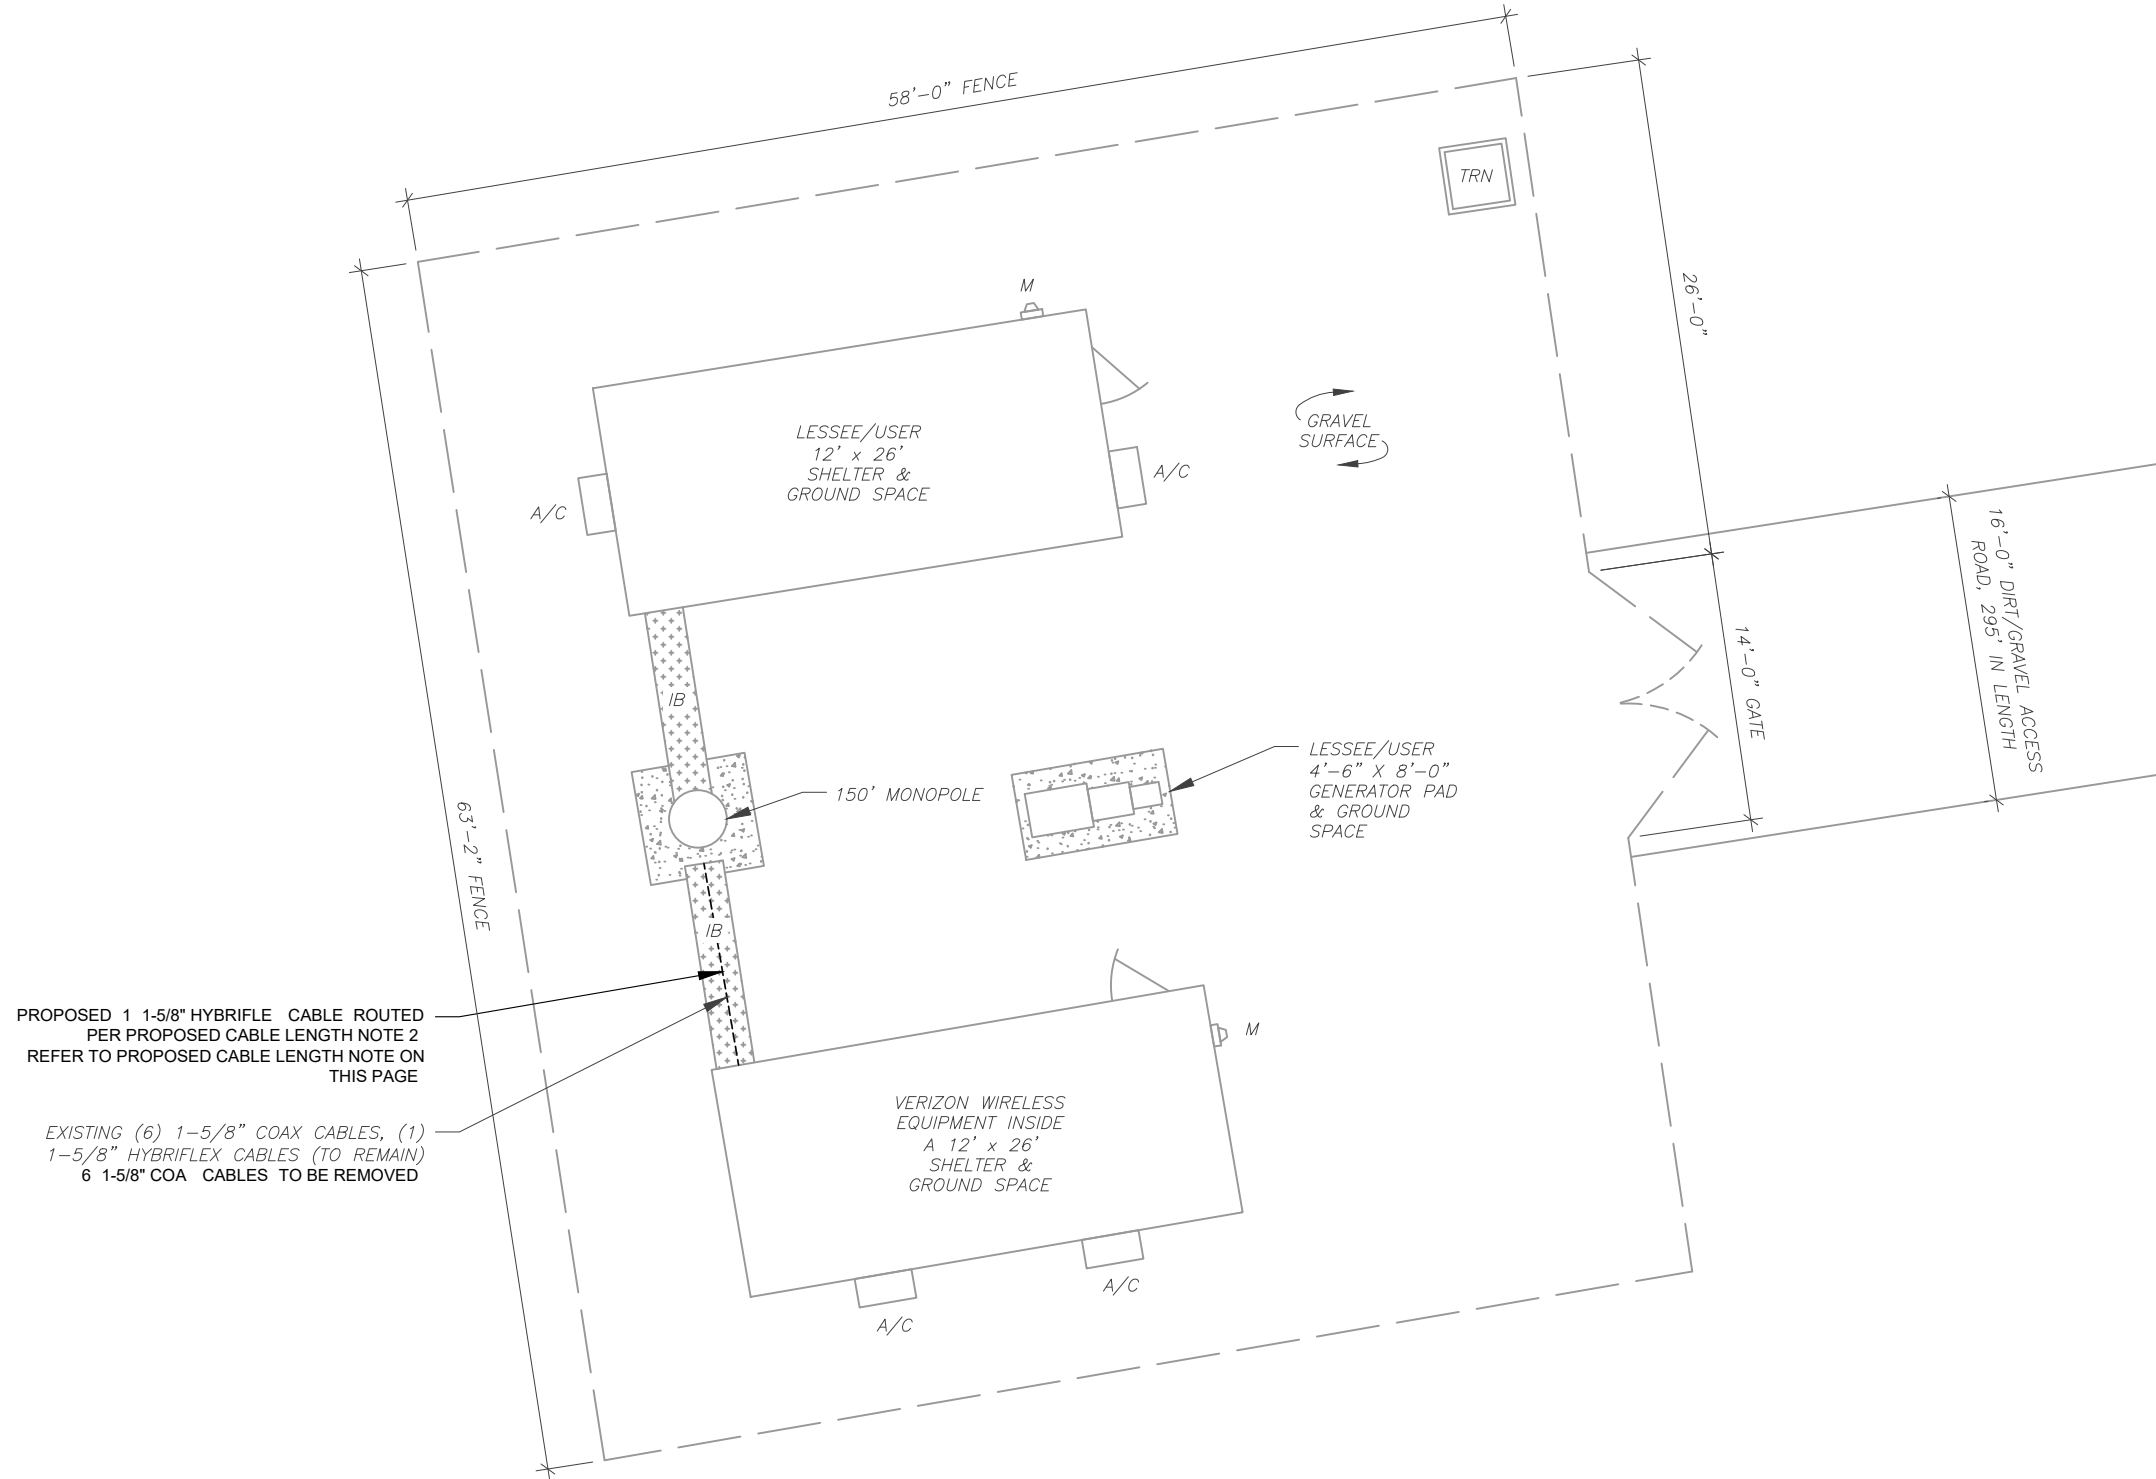 58'-0" FENCE
TRN
26'-0"
M
LESSEE/USER
12' x 26'
SHELTER &
GROUND SPACE
A/C
A/C
GRAVEL
SURFACE
16'-0" DIRT/GRAVEL ACCESS
ROAD, 295' IN LENGTH
14'-0" GATE
IB
150' MONOPOLE
LESSEE/USER
4'-6" X 8'-0"
GENERATOR PAD
& GROUND
SPACE
63'-2" FENCE
IB
PROPOSED 1 1-5/8" HYBRIFLE CABLE ROUTED
PER PROPOSED CABLE LENGTH NOTE 2
REFER TO PROPOSED CABLE LENGTH NOTE ON
THIS PAGE
M
EXISTING (6) 1-5/8" COAX CABLES, (1)
1-5/8" HYBRIFLEX CABLES (TO REMAIN)
6 1-5/8" COA CABLES TO BE REMOVED
VERIZON WIRELESS
EQUIPMENT INSIDE
A 12' x 26'
SHELTER &
GROUND SPACE
A/C
A/C